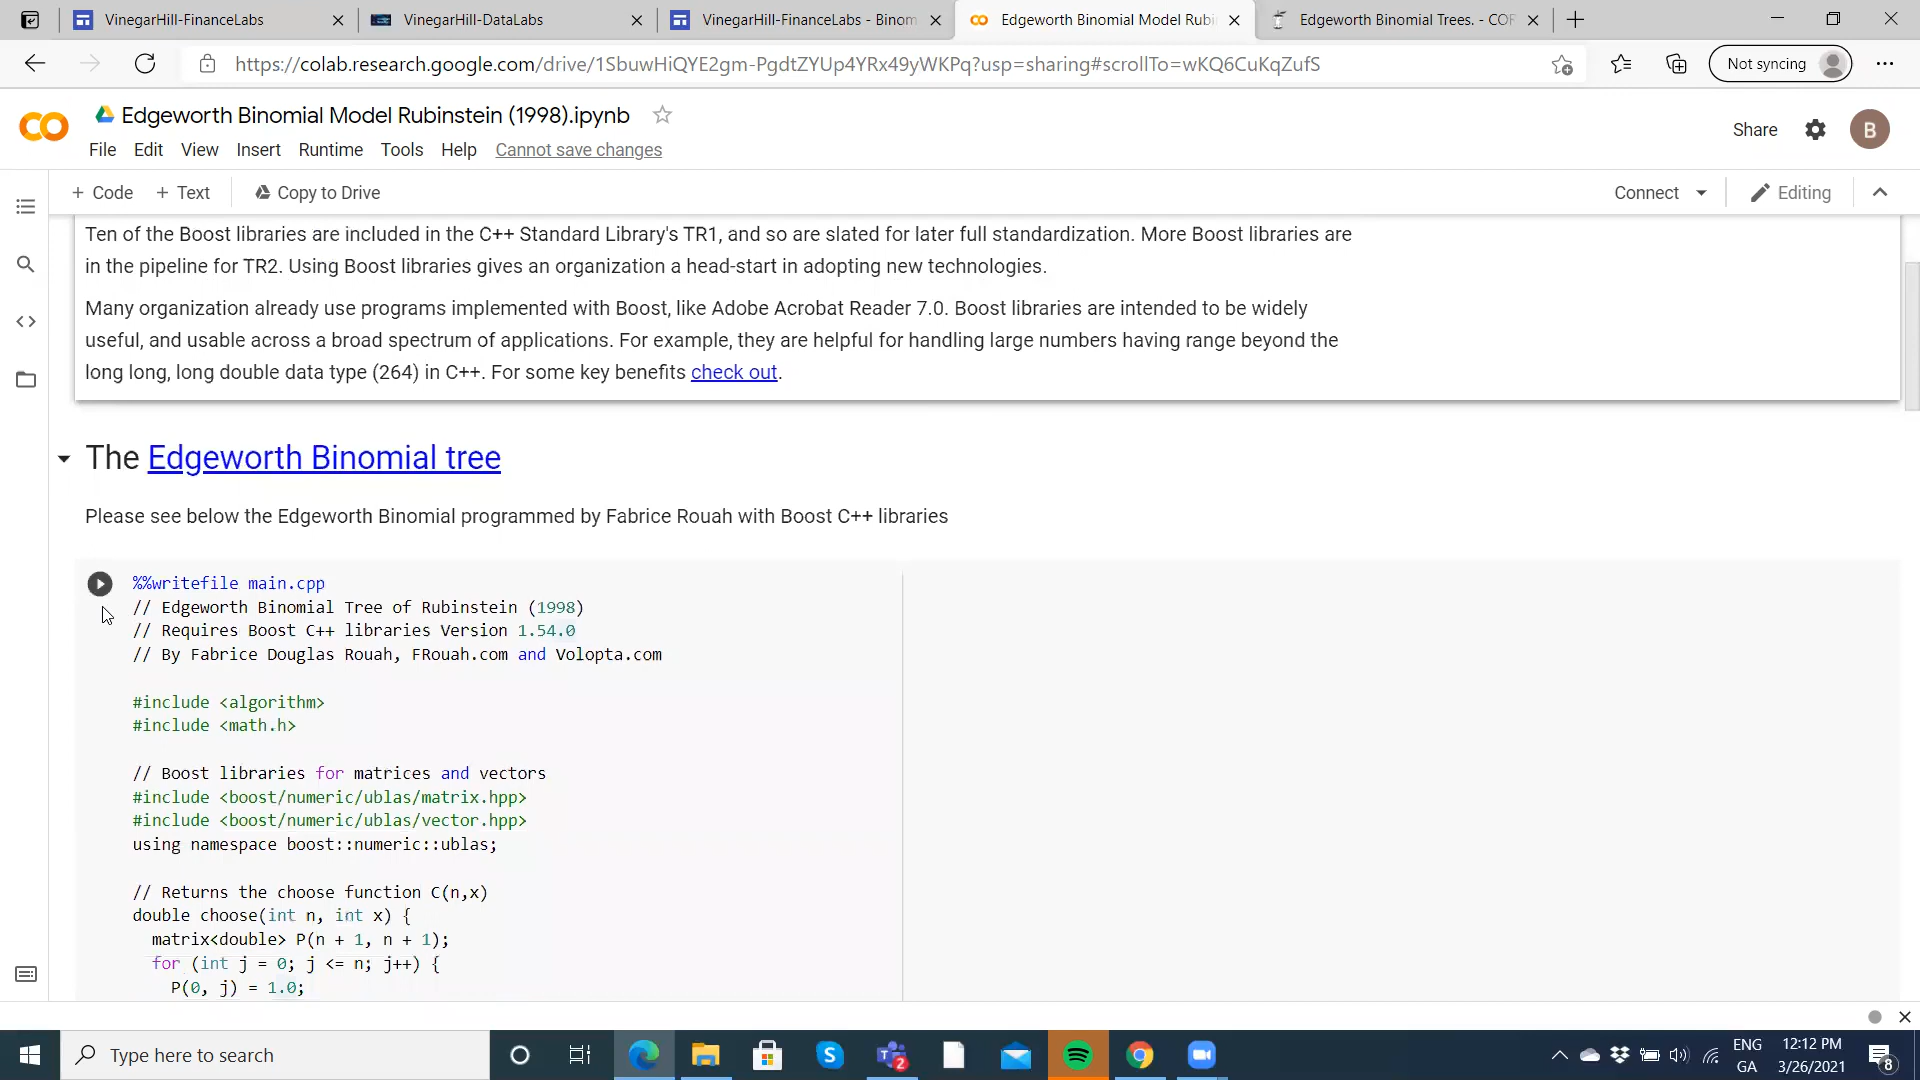 VinegarHill-FinanceLabs
VinegarHill-DataLabs
VinegarHill-FinanceLabs - Binom
Edgeworth Binomial Model Rubi
Edgeworth Binomial Trees. - COR
https://colab.research.google.com/drive/1SbuwHiQYE2gm-PgdtZYUp4YRx49yWKPq?usp=sharing#scrollTo=wKQ6CuKqZufS
Not syncing
Edgeworth Binomial Model Rubinstein (1998).ipynb
Share
B
File Edit View Insert Runtime Tools Help Cannot save changes
+ Code + Text Copy to Drive
Connect
Editing
Ten of the Boost libraries are included in the C++ Standard Library's TR1, and so are slated for later full standardization. More Boost libraries are
in the pipeline for TR2. Using Boost libraries gives an organization a head-start in adopting new technologies.
Many organization already use programs implemented with Boost, like Adobe Acrobat Reader 7.0. Boost libraries are intended to be widely
useful, and usable across a broad spectrum of applications. For example, they are helpful for handling large numbers having range beyond the
long long, long double data type (264) in C++. For some key benefits check out.
The Edgeworth Binomial tree
Please see below the Edgeworth Binomial programmed by Fabrice Rouah with Boost C++ libraries
%%writefile main.cpp
// Edgeworth Binomial Tree of Rubinstein (1998)
// Requires Boost C++ libraries Version 1.54.0
// By Fabrice Douglas Rouah, FRouah.com and Volopta.com
#include <algorithm>
#include <math.h>
// Boost libraries for matrices and vectors
#include <boost/numeric/ublas/matrix.hpp>
#include <boost/numeric/ublas/vector.hpp>
using namespace boost::numeric::ublas;
// Returns the choose function C(n,x)
double choose(int n, int x) {
matrix<double> P(n + 1, n + 1);
for (int j = 0; j <= n; j++) {
P(0, j) = 1.0;
Type here to search
2
ENG
GA
12:12 PM
3/26/2021
8